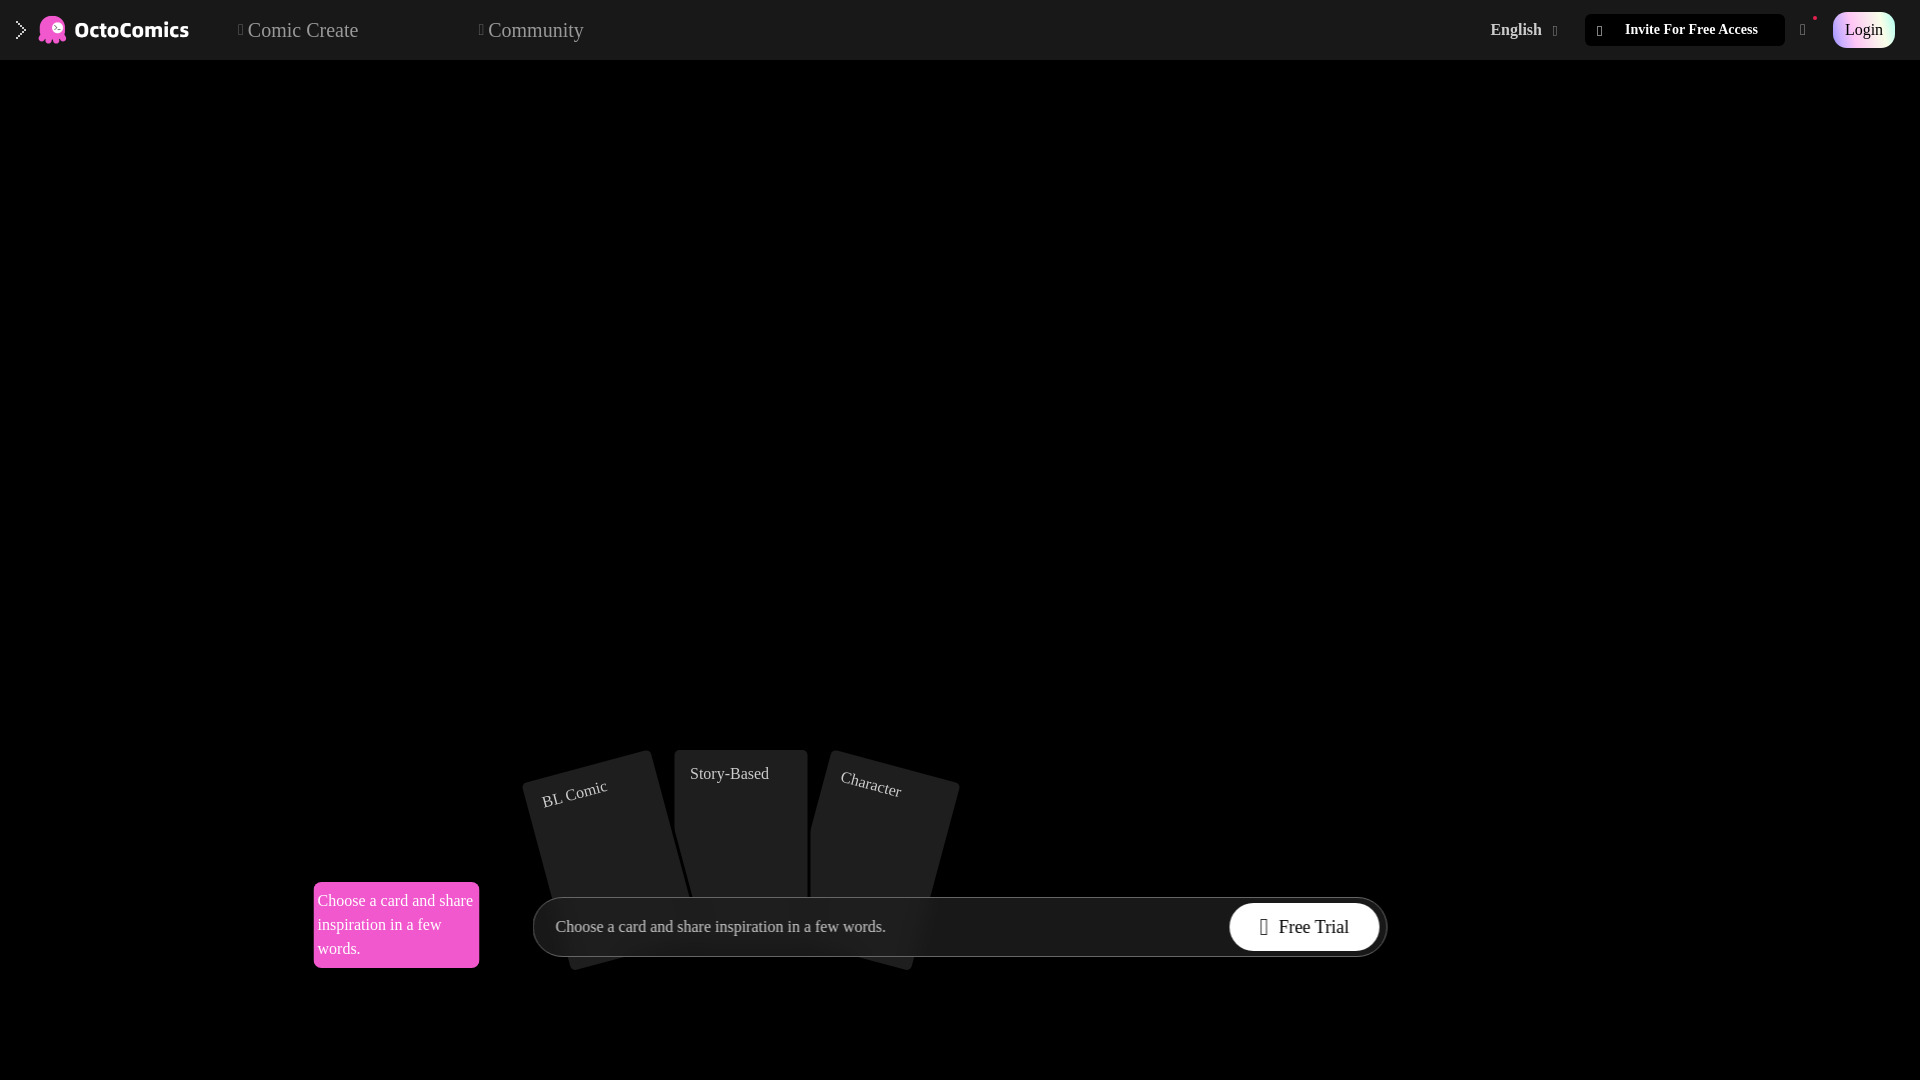 OctoComics
Comic Create
Community
English
Invite For Free Access
Login
BL Comic
Story-Based
Character
Choose a card and share
inspiration in a few
words.
Choose a card and share inspiration in a few words.
Free Trial